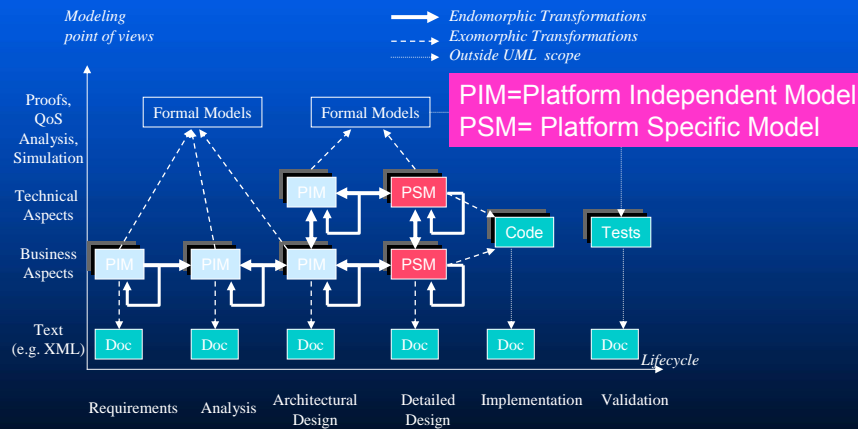 Modeling
point of views
Endomorphic Transformations
Exomorphic Transformations
Outside UML scope
PIM=Platform Independent Model
PSM= Platform Specific Model
Proofs,
QoS
Analysis,
Simulation
Formal Models
Formal Models
Technical
Aspects
PIM
PSM
Code
Tests
Business
Aspects
PIM
PIM
PIM
PSM
Text
(e.g. XML)
Doc
Doc
Doc
Doc
Doc
Doc
Lifecycle
Requirements
Analysis
Architectural
Design
Detailed
Design
Implementation
Validation